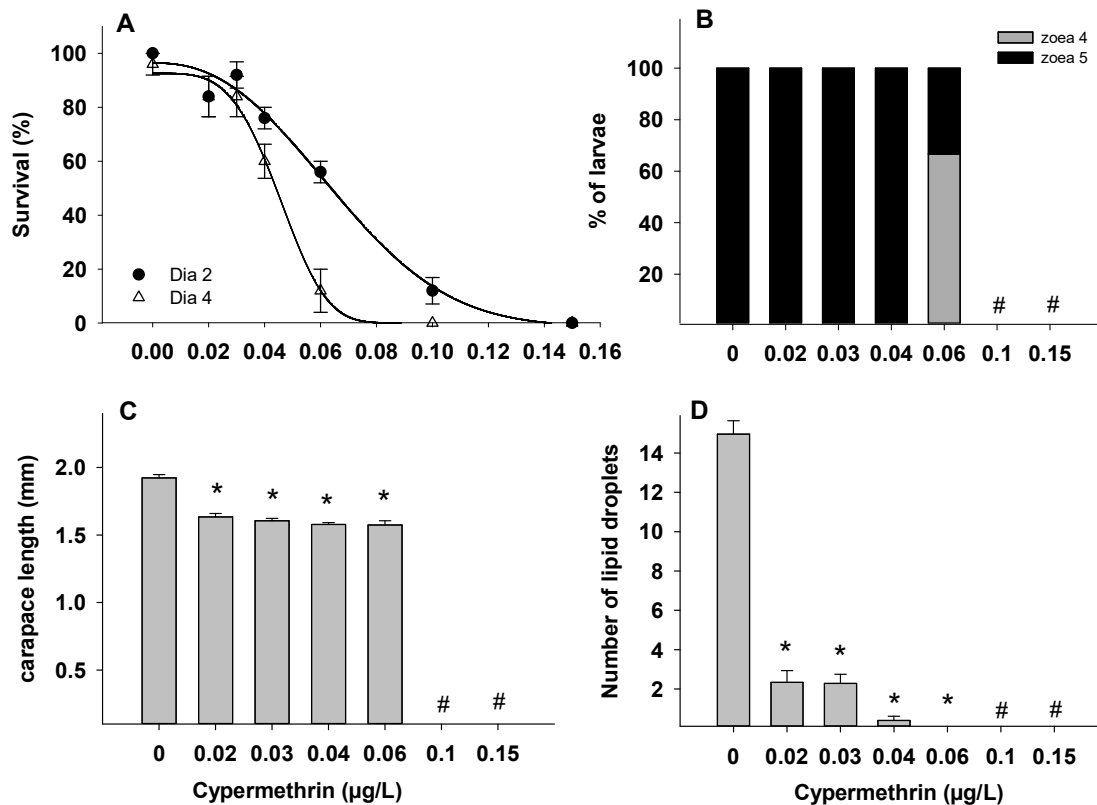 A
Survival (%)
100
80
60
40
20
0
Dia 2
Dia 4
0.00 0.02 0.04 0.06 0.08 0.10 0.12 0.14 0.16
B
zoea 4
zoea 5
% of larvae
100
80
60
40
20
# #
0 0.02 0.03 0.04 0.06 0.1 0.15
C
carapace length (mm)
2.0
1.5
1.0
0.5
* * * *
# #
0 0.02 0.03 0.04 0.06 0.1 0.15
Cypermethrin (µg/L)
D
Number of lipid droplets
14
12
10
8
6
4
2
* * * * # #
0 0.02 0.03 0.04 0.06 0.1 0.15
Cypermethrin (µg/L)